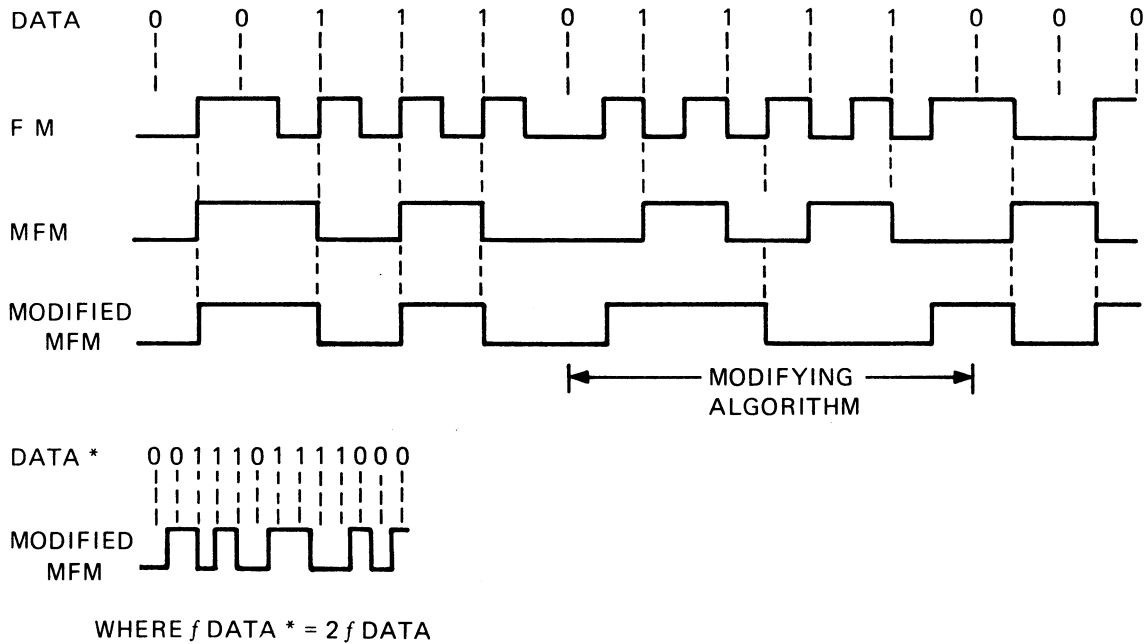 DATA 0 0 1 1 1 0 1 1 1 1 0 0 0
F M
MFM
MODIFIED
MFM
MODIFYING
ALGORITHM
DATA * 0 0 1 1 1 0 1 1 1 1 0 0 0
MODIFIED
MFM
WHERE f DATA * = 2 f DATA